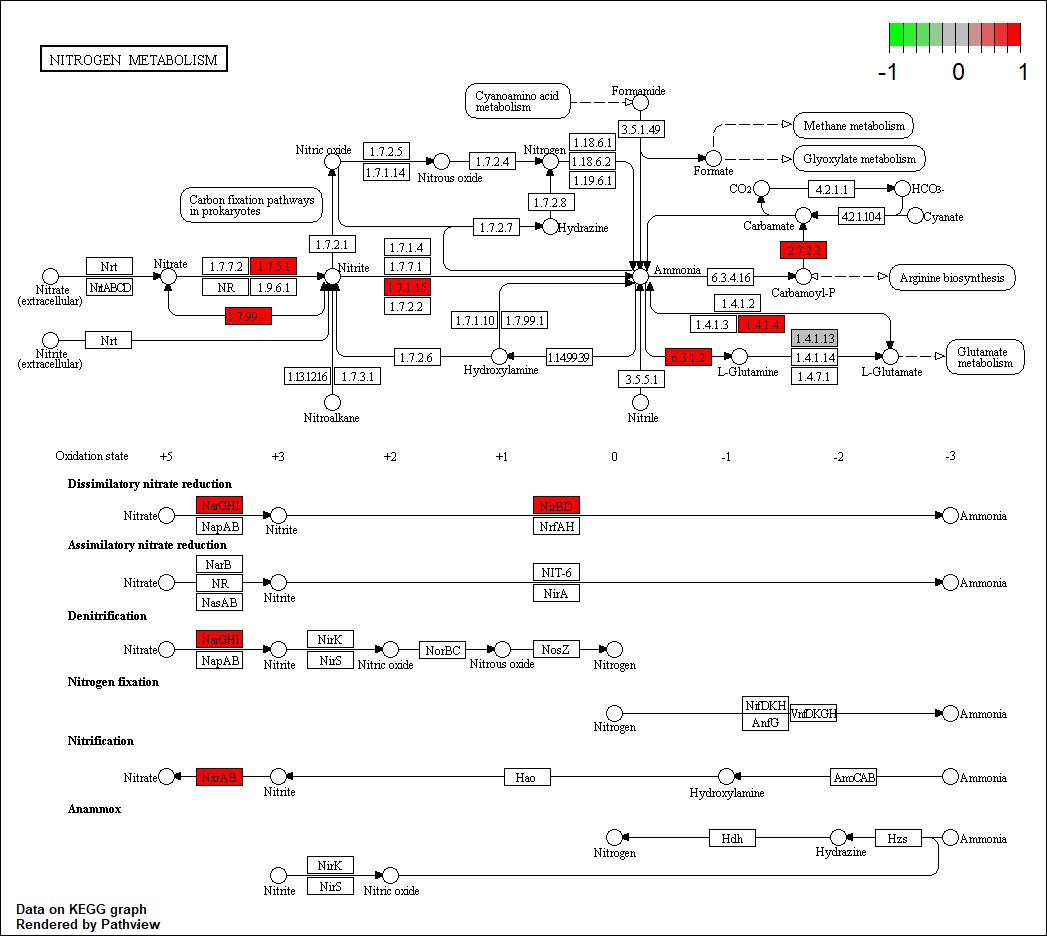 NITROGEN METABOLISM
-1 0 1
Cyanoamino acid
metabolism
Formamide
3.5.1.49
Methane metabolism
Glyoxylate metabolism
Formate
Nitric oxide
1.7.2.5
1.7.1.14
Nitrous oxide
1.7.2.4
Nitrogen
1.18.6.1
1.18.6.2
1.19.6.1
1.7.2.8
Hydrazine
1.7.2.7
CO2
4.2.1.1
HCO3-
Carbamate
4.2.1.104
Cyanate
Carbon fixation pathways
in prokaryotes
1.7.2.1
2.7.2.2
Nitrate
(extracellular)
Nrt
NrtABCD
Nitrate
1.7.7.2
1.7.5.1
NR
1.9.6.1
1.7.99.-
Nitrite
1.7.1.4
1.7.7.1
1.7.1.15
1.7.2.2
Ammonia
6.3.4.16
Carbamoyl-P
Arginine biosynthesis
1.4.1.2
1.4.1.3
1.4.1.4
1.4.1.13
1.4.1.14
1.4.7.1
Nitrite
(extracellular)
Nrt
1.7.1.10
1.7.99.1
1.7.2.6
Hydroxylamine
1.14.99.39
6.3.1.2
L-Glutamine
L-Glutamate
Glutamate
metabolism
1.13.12.16
1.7.3.1
Nitroalkane
3.5.5.1
Nitrile
Oxidation state +5 +3 +2 +1 0 -1 -2 -3
Dissimilatory nitrate reduction
NarGHI
NirBD
Nitrate
NapAB
Nitrite
NrfAH
Ammonia
Assimilatory nitrate reduction
NarB
Nitrate
NR
NasAB
Nitrite
NIT-6
NirA
Ammonia
Denitrification
NarGHI
Nitrate
NapAB
Nitrite
NirK
NirS
Nitric oxide
NorBC
Nitrous oxide
NosZ
Nitrogen
Nitrogen fixation
Nitrogen
NifDKH
AnfG
VnfDKGH
Ammonia
Nitrification
Nitrate
NxrAB
Nitrite
Hao
Hydroxylamine
AmoCAB
Ammonia
Anammox
Nitrogen
Hdh
Hydrazine
Hzs
Ammonia
Nitrite
NirK
NirS
Nitric oxide
Data on KEGG graph
Rendered by Pathview